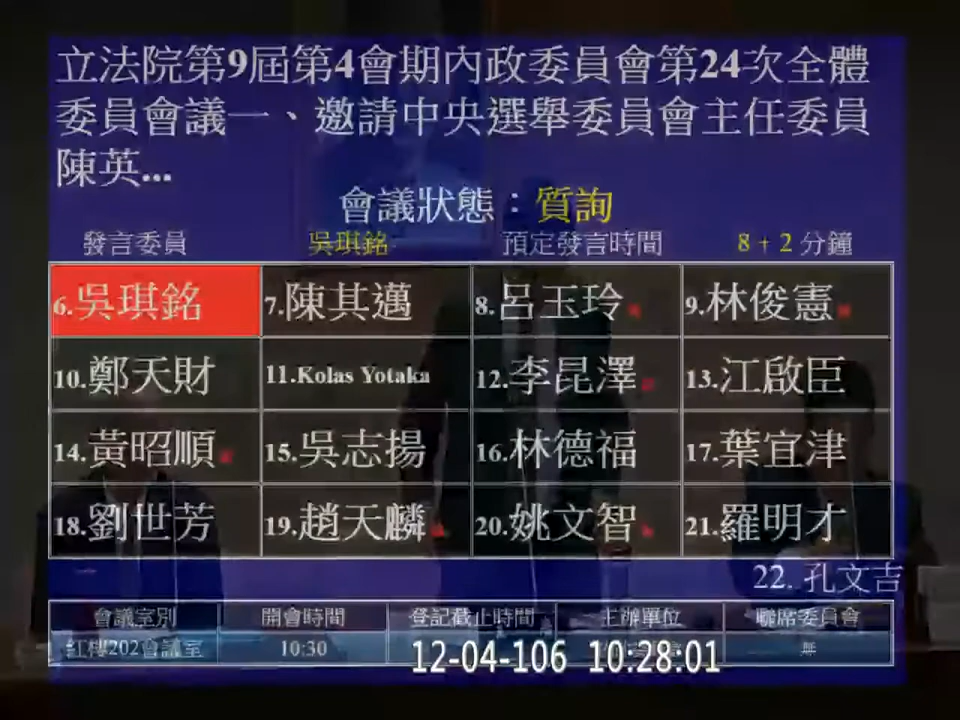 立法院第9屆第4會期內政委員會第24次全體
委員會議一、邀請中央選舉委員會主任委員
陳英...
會議狀態：質詢
發言委員 吳琪銘 預定發言時間 8 + 2 分鐘
6.吳琪銘 7.陳其邁 8.呂玉玲 9.林俊憲
10.鄭天財 11.Kolas Yotaka 12.李昆澤 13.江啟臣
14.黃昭順 15.吳志揚 16.林德福 17.葉宜津
18.劉世芳 19.趙天麟 20.姚文智 21.羅明才
22. 孔文吉
會議室別 開會時間 登記截止時間 主辦單位 聯席委員會
紅樓202會議室 10:30 無
12-04-106 10:28:01